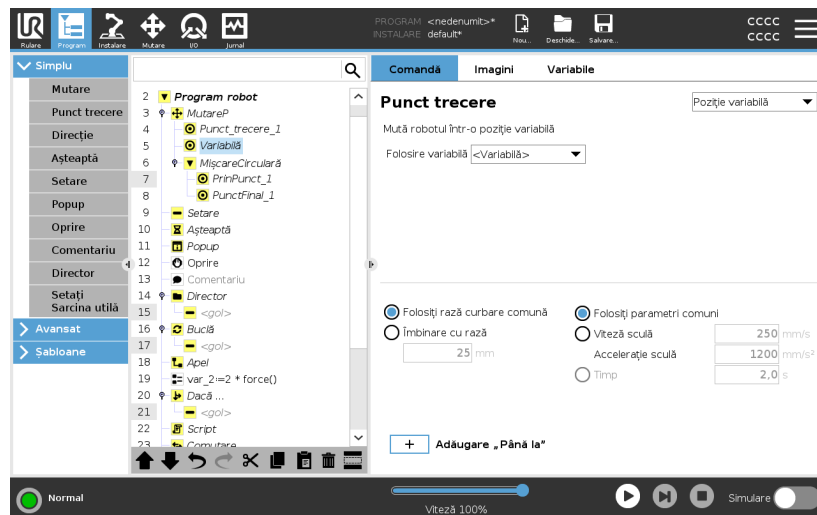 UR
PROGRAM <nedenumit>*
INSTALARE default*
CCCC
CCCC
Rulare
Program
Instalare
Mutare
I/O
Jurnal
Nou...
Deschide...
Salvare...
Simplu
Mutare
Punct trecere
Direcție
Așteaptă
Setare
Popup
Oprire
Comentariu
Director
Setați
Sarcina utilă
Avansat
Șabloane
2 Program robot
3 MutareP
4 Punct_trecere_1
5 Variabilă
6 MișcareCirculară
7 PrinPunct_1
8 PunctFinal_1
9 Setare
10 Așteaptă
11 Popup
12 Oprire
13 Comentariu
14 Director
15 <gol>
16 Buclă
17 <gol>
18 Apel
19 var_2:=2 * force()
20 Dacă ...
21 <gol>
22 Script
23 Comutare
Comandă
Imagini
Variabile
Punct trecere
Poziție variabilă
Mută robotul într-o poziție variabilă
Folosire variabilă <Variabilă>
Folosiți rază curbare comună
Îmbinare cu rază
25 mm
Folosiți parametri comuni
Viteză sculă 250 mm/s
Accelerație sculă 1200 mm/s²
Timp 2,0 s
+ Adăugare „Până la”
Normal
Viteză 100%
Simulare